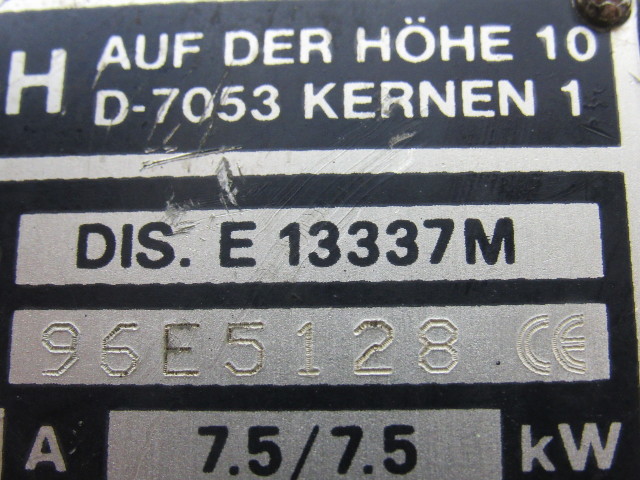 H AUF DER HÖHE 10
D-7053 KERNEN 1
DIS. E 13337M
96E5128 CE
A 7.5/7.5 kW